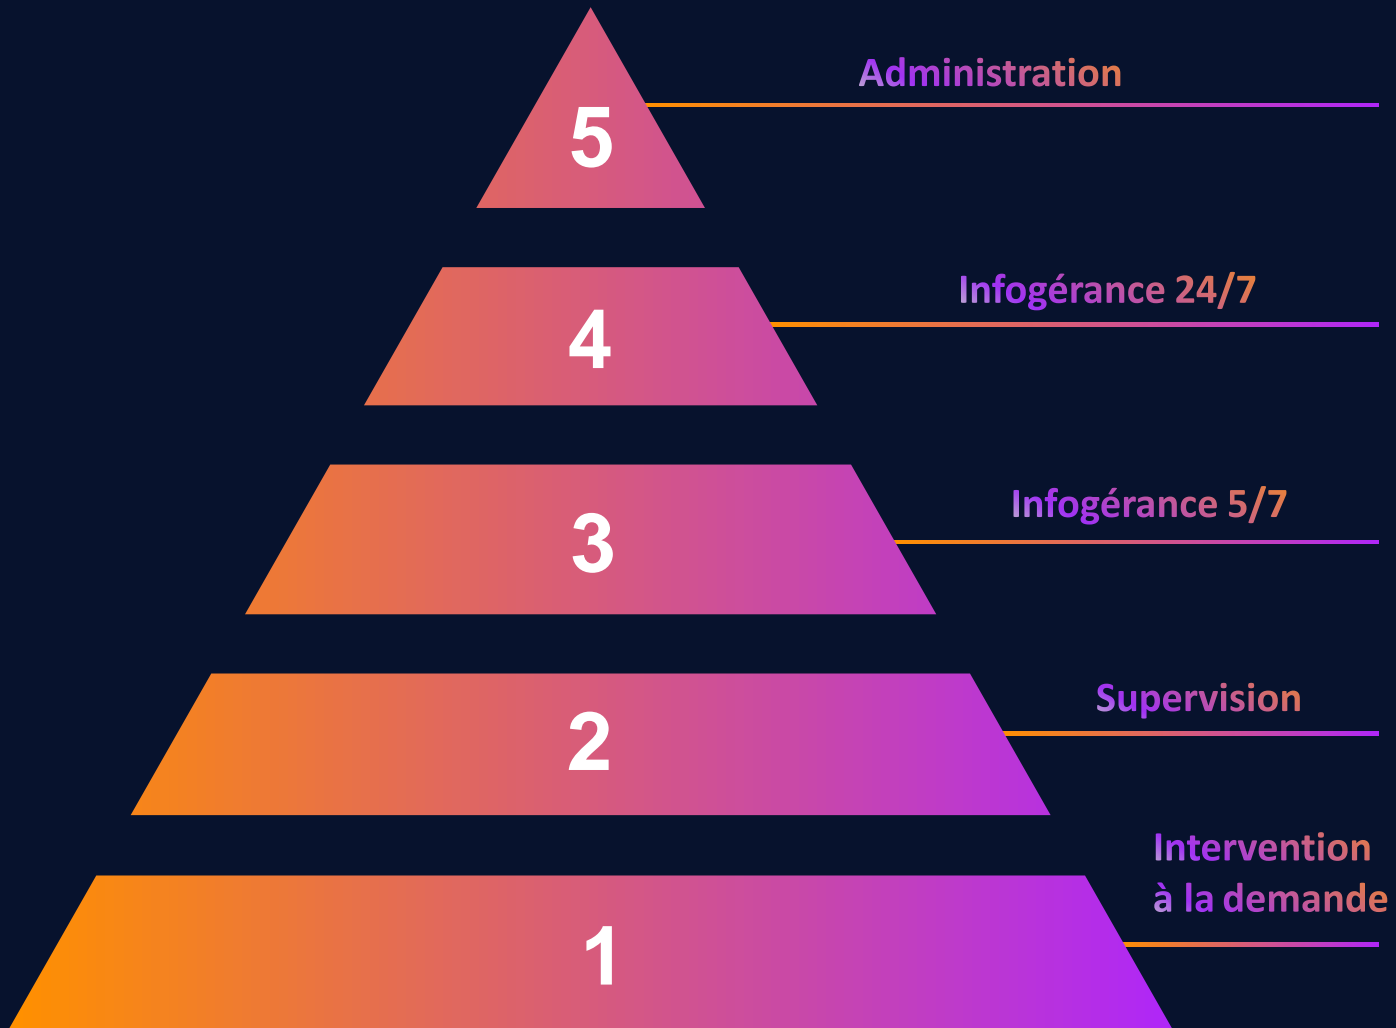 Administration
5
Infogérance 24/7
4
Infogérance 5/7
3
Supervision
2
Intervention
à la demande
1